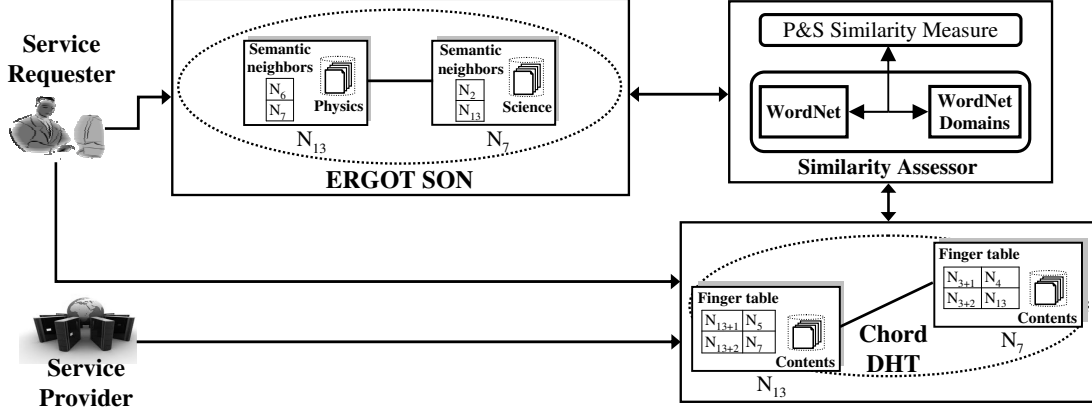 Service
Requester
Semantic
neighbors
N6
N7
Physics
N13
Semantic
neighbors
N2
N13
Science
N7
ERGOT SON
P&S Similarity Measure
WordNet
WordNet
Domains
Similarity Assessor
Service
Provider
Finger table
N13+1 N5
N13+2 N7
Contents
N13
Chord
DHT
Finger table
N3+1 N4
N3+2 N13
Contents
N7